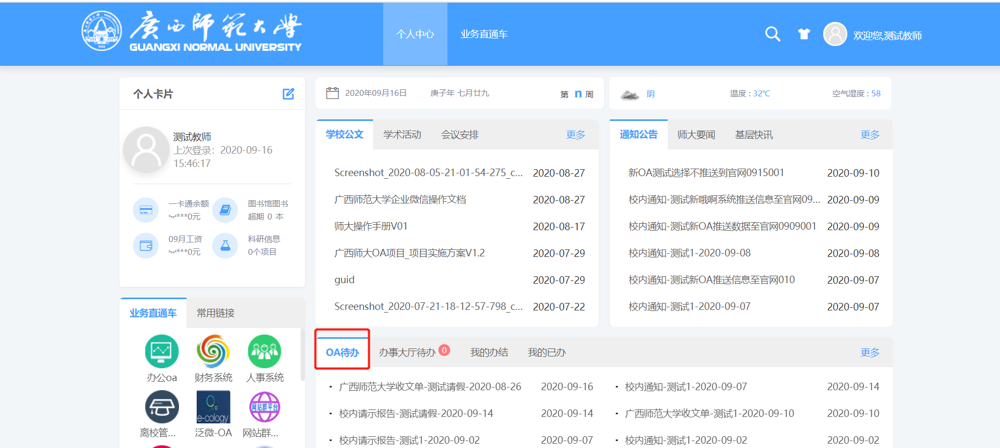 廣西師範大學
GUANGXI NORMAL UNIVERSITY
1932
个人中心
业务直通车
欢迎您,测试教师
个人卡片
测试教师
上次登录：2020-09-16
15:46:17
一卡通余额
***0元
图书馆图书
超期 0 本
09月工资
***0元
科研信息
0个项目
业务直通车
常用链接
办公oa
财务系统
人事系统
e-cology
网站群平台
离校管...
泛微-OA
网站群...
2020年09月16日
庚子年 七月廿九
第 n 周
阴
温度 : 32℃
空气湿度 : 58
学校公文
学术活动
会议安排
更多
Screenshot_2020-08-05-21-01-54-275_c... 2020-08-27
广西师范大学企业微信操作文档 2020-08-27
师大操作手册V01 2020-08-17
广西师大OA项目_项目实施方案V1.2 2020-07-29
guid 2020-07-29
Screenshot_2020-07-21-18-12-57-798_c... 2020-07-22
通知公告
师大要闻
基层快讯
更多
新OA测试选择不推送到官网0915001 2020-09-10
校内通知-测试新哦啊系统推送信息至官网09... 2020-09-09
校内通知-测试新OA推送数据至官网0909001 2020-09-09
校内通知-测试1-2020-09-08 2020-09-08
校内通知-测试新OA推送信息至官网010 2020-09-07
校内通知-测试1-2020-09-07 2020-09-07
OA待办
办事大厅待办 0
我的办结
我的已办
更多
广西师范大学收文单-测试请假-2020-08-26 2020-09-16
校内通知-测试1-2020-09-07 2020-09-14
校内请示报告-测试请假-2020-09-14 2020-09-14
广西师范大学收文单-测试1-2020-09-10 2020-09-10
校内请示报告-测试1-2020-09-02 2020-09-07
校内通知-测试1-2020-09-02 2020-09-02